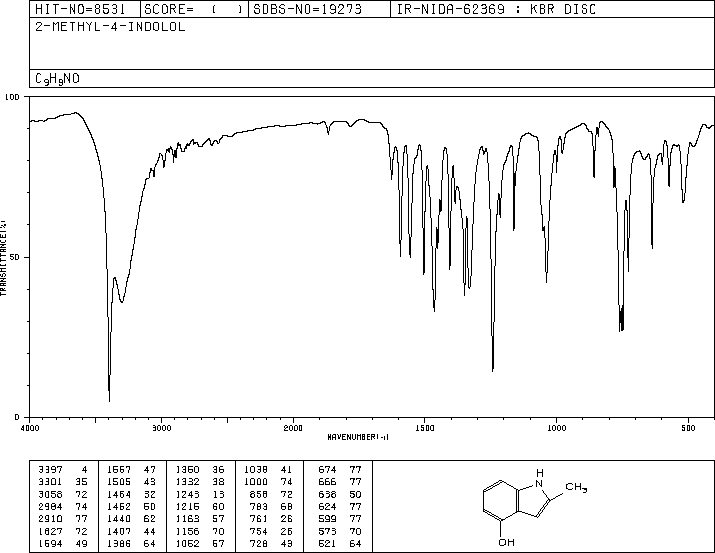 HIT-NO=8531 SCORE= ( ) SDBS-NO=19273 IR-NIDA-62369 : KBR DISC
2-METHYL-4-INDOLOL
C9H9NO
100
TRANSMITTANCE(%)
50
0
4000 3000 2000 1500 1000 500
WAVENUMBER(-1)
3397 4 1557 47 1350 36 1038 41 674 77
3301 35 1505 43 1332 38 1000 74 666 77
3058 72 1464 32 1243 13 858 72 638 50
2984 74 1452 50 1215 60 783 68 624 77
2910 77 1440 62 1163 57 761 26 599 77
1627 72 1407 44 1156 70 754 26 573 70
1594 49 1386 64 1052 57 728 43 521 64
H
N
CH3
OH